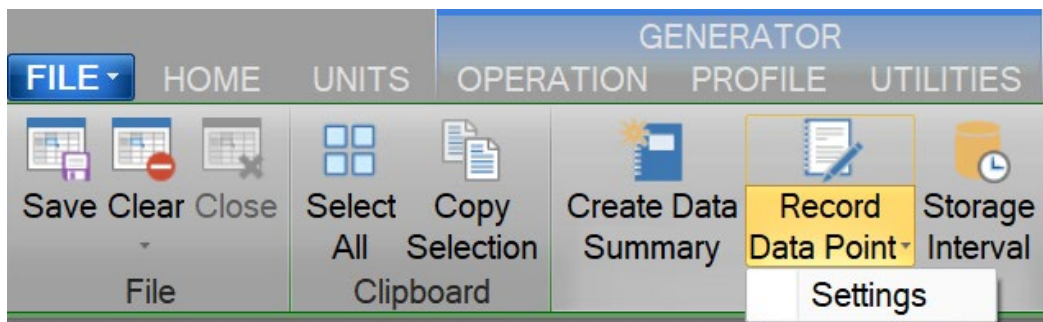 GENERATOR
FILE HOME UNITS OPERATION PROFILE UTILITIES
Save Clear Close Select Copy Create Data Record Storage
All Selection Summary Data Point Interval
File Clipboard Settings